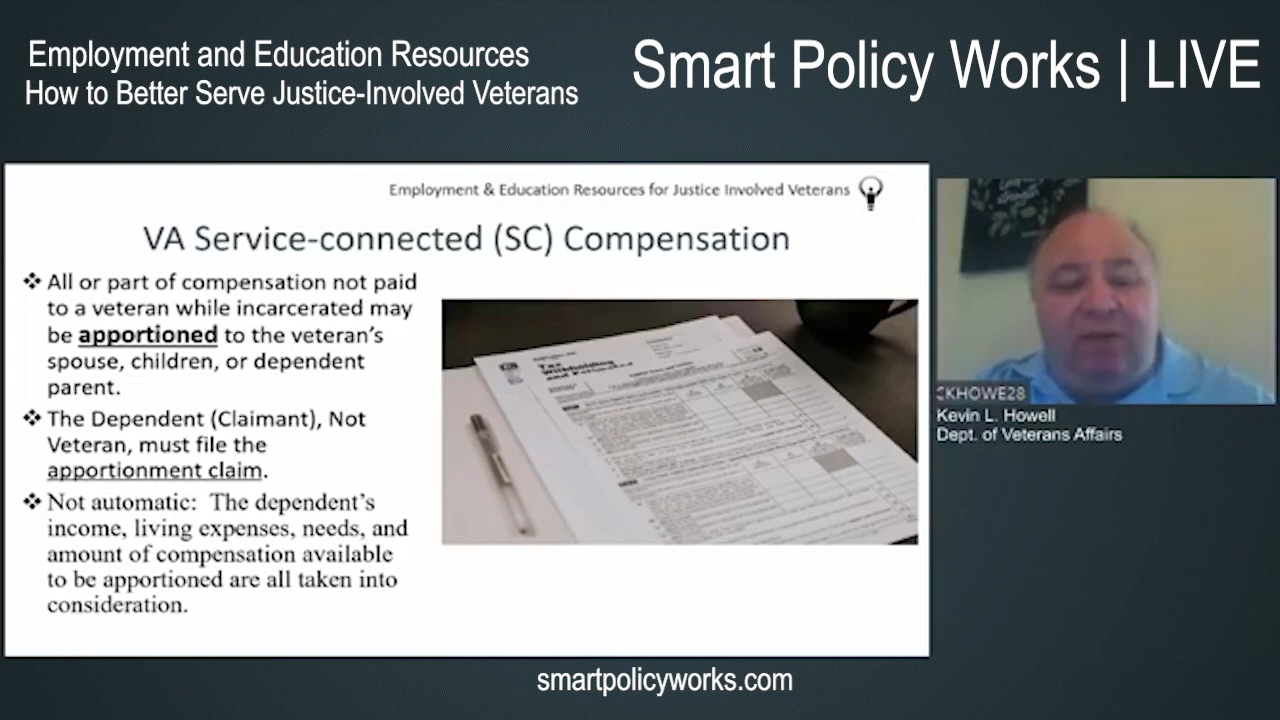 Employment and Education Resources
How to Better Serve Justice-Involved Veterans
Smart Policy Works | LIVE
Employment & Education Resources for Justice Involved Veterans
VA Service-connected (SC) Compensation
❖ All or part of compensation not paid
to a veteran while incarcerated may
be apportioned to the veteran's
spouse, children, or dependent
parent.
❖ The Dependent (Claimant), Not
Veteran, must file the
apportionment claim.
❖ Not automatic: The dependent's
income, living expenses, needs, and
amount of compensation available
to be apportioned are all taken into
consideration.
Tax
Withholding
CKHOWE28
Kevin L. Howell
Dept. of Veterans Affairs
smartpolicyworks.com